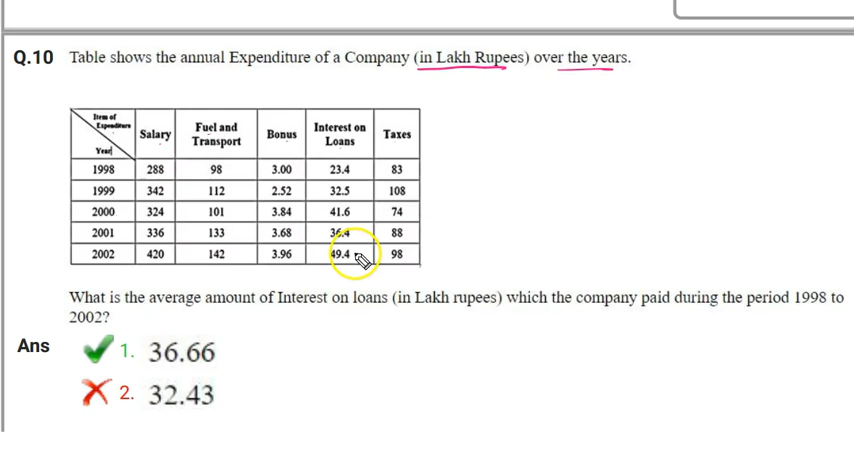 Q.10 Table shows the annual Expenditure of a Company (in Lakh Rupees) over the years.
Item of Expenditure Year Salary Fuel and Transport Bonus Interest on Loans Taxes
1998 288 98 3.00 23.4 83
1999 342 112 2.52 32.5 108
2000 324 101 3.84 41.6 74
2001 336 133 3.68 36.4 88
2002 420 142 3.96 49.4 98
What is the average amount of Interest on loans (in Lakh rupees) which the company paid during the period 1998 to
2002?
Ans 1. 36.66
2. 32.43